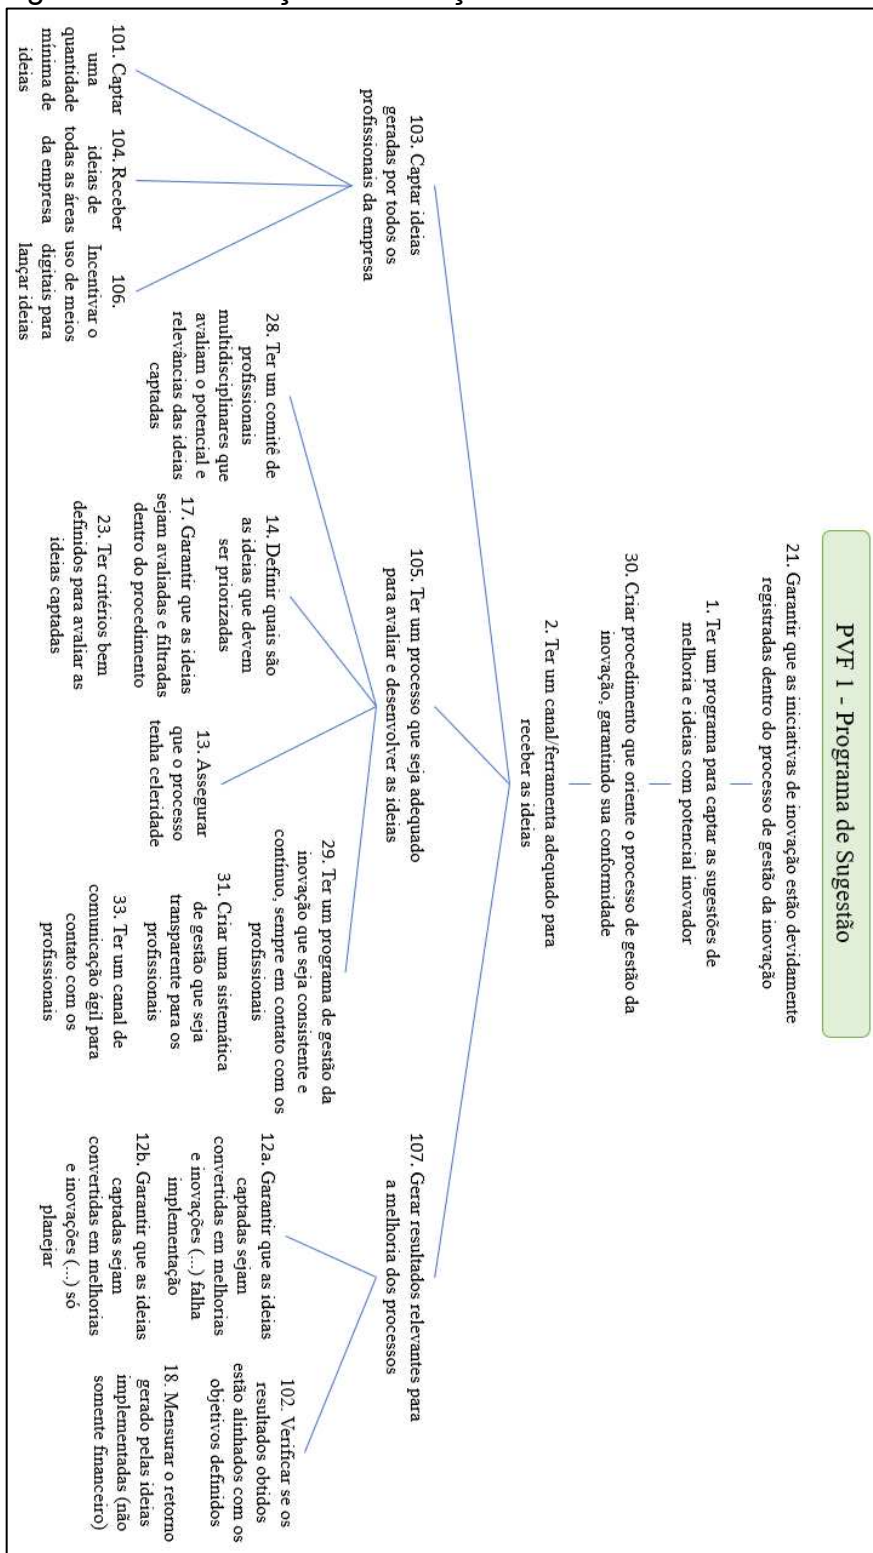 PVF 1 - Programa de Sugestão
21. Garantir que as iniciativas de inovação estão devidamente
registradas dentro do processo de gestão da inovação
1. Ter um programa para captar as sugestões de
melhoria e ideias com potencial inovador
30. Criar procedimento que oriente o processo de gestão da
inovação, garantindo sua conformidade
2. Ter um canal/ferramenta adequado para
receber as ideias
103. Captar ideias
geradas por todos os
profissionais da empresa
101. Captar
uma
quantidade
mínima de
ideias
104. Receber
ideias de
todas as áreas
da empresa
106.
Incentivar o
uso de meios
digitais para
lançar ideias
105. Ter um processo que seja adequado
para avaliar e desenvolver as ideias
28. Ter um comitê de
profissionais
multidisciplinares que
avaliam o potencial e
relevâncias das ideias
captadas
14. Definir quais são
as ideias que devem
ser priorizadas
17. Garantir que as ideias
sejam avaliadas e filtradas
dentro do procedimento
23. Ter critérios bem
definidos para avaliar as
ideias captadas
13. Assegurar
que o processo
tenha celeridade
29. Ter um programa de gestão da
inovação que seja consistente e
contínuo, sempre em contato com os
profissionais
31. Criar uma sistemática
de gestão que seja
transparente para os
profissionais
33. Ter um canal de
comunicação ágil para
contato com os
profissionais
107. Gerar resultados relevantes para
a melhoria dos processos
12a. Garantir que as ideias
captadas sejam
convertidas em melhorias
e inovações (...) falha
implementação
12b. Garantir que as ideias
captadas sejam
convertidas em melhorias
e inovações (...) só
planejar
102. Verificar se os
resultados obtidos
estão alinhados com os
objetivos definidos
18. Mensurar o retorno
gerado pelas ideias
implementadas (não
somente financeiro)